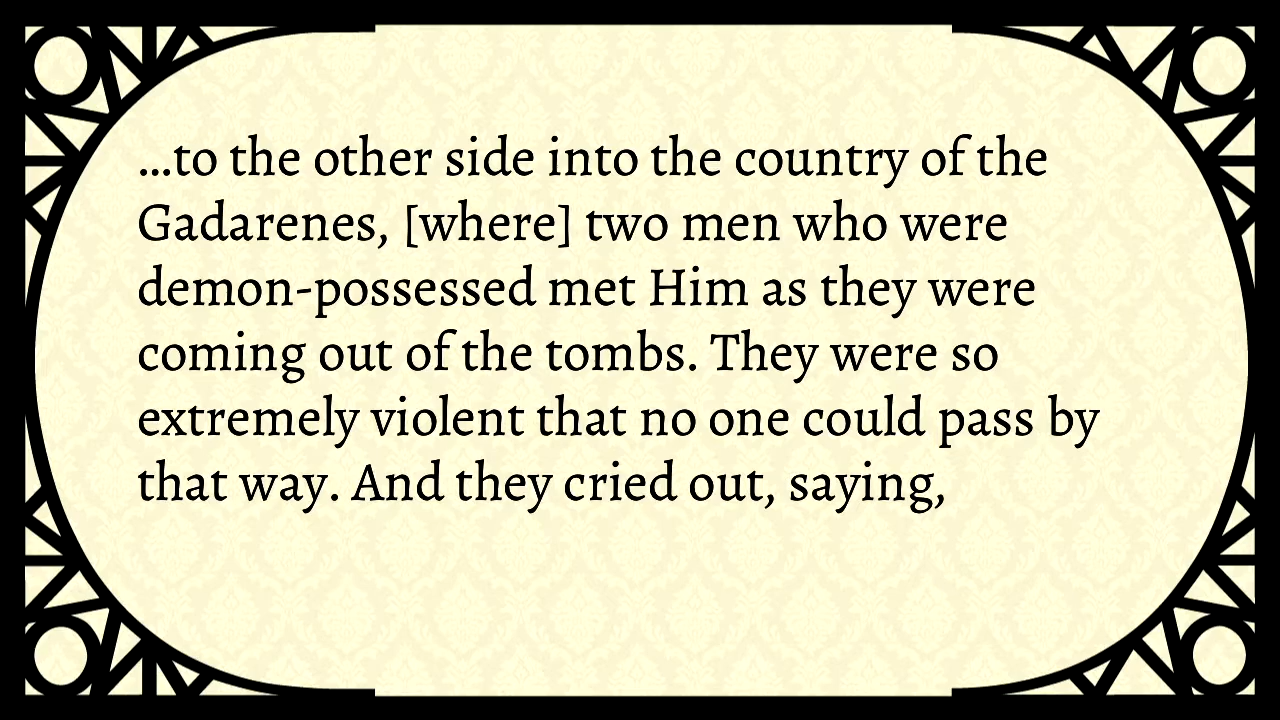 ...to the other side into the country of the
Gadarenes, [where] two men who were
demon-possessed met Him as they were
coming out of the tombs. They were so
extremely violent that no one could pass by
that way. And they cried out, saying,